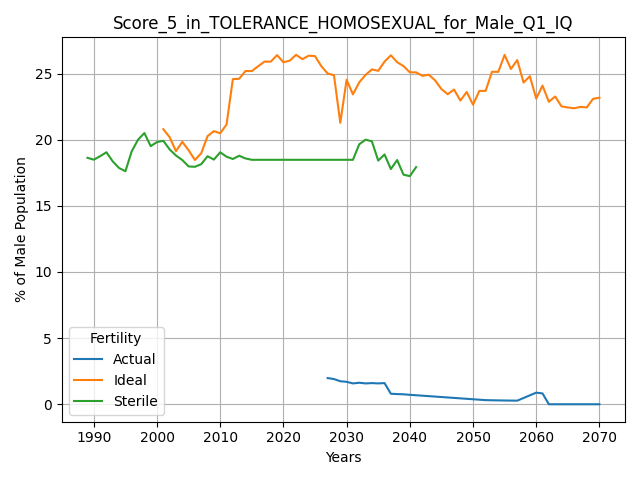 Score_5_in_TOLERANCE_HOMOSEXUAL_for_Male_Q1_IQ
% of Male Population
25
20
15
10
5
0
Fertility
Actual
Ideal
Sterile
1990 2000 2010 2020 2030 2040 2050 2060 2070
Years